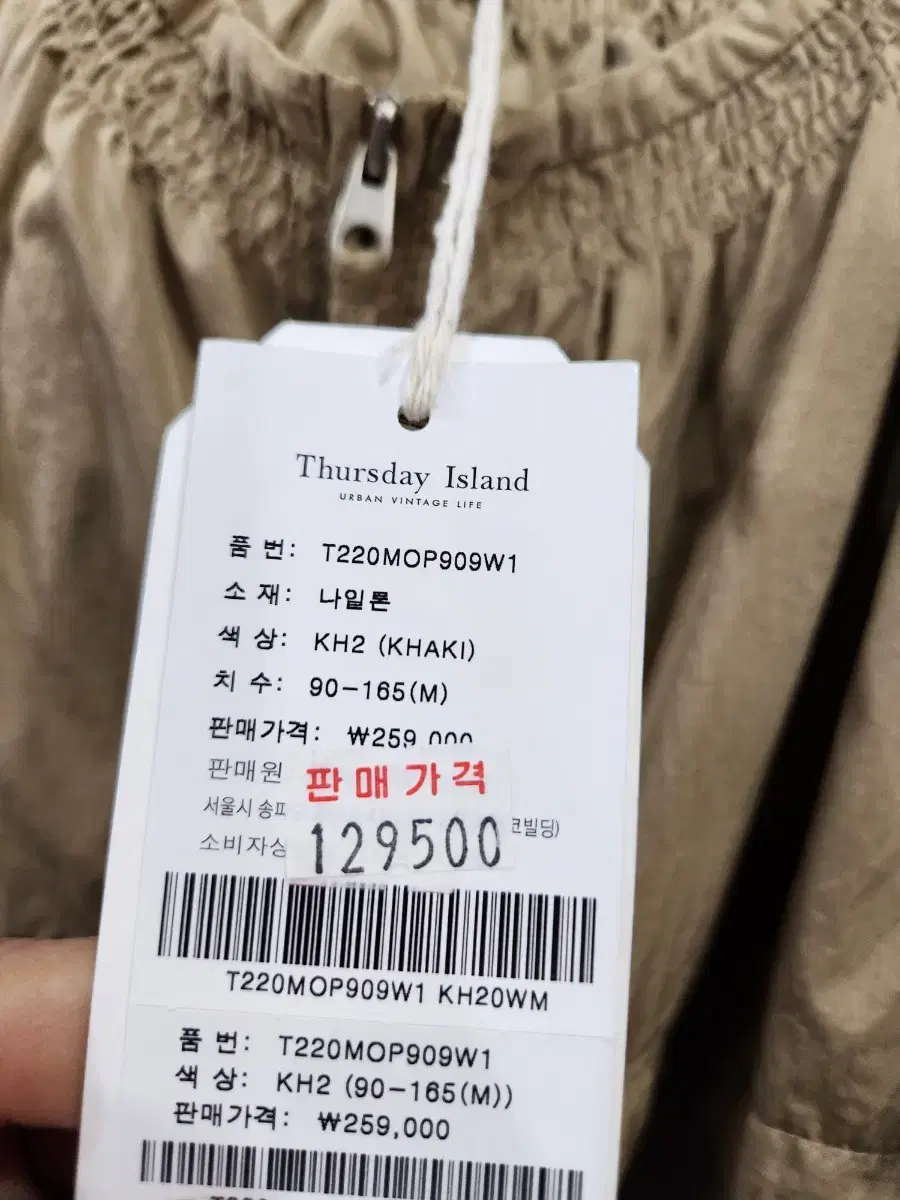 Thursday Island
URBAN VINTAGE LIFE
품 번: T220MOP909W1
소 재: 나일론
색 상: KH2 (KHAKI)
치 수: 90-165(M)
판매가격: ₩259,000
판매원
판매가격
서울시 송파 코빌딩)
129500
소비자상
T220MOP909W1 KH20WM
품 번: T220MOP909W1
색 상: KH2 (90-165(M))
판매가격: ₩259,000